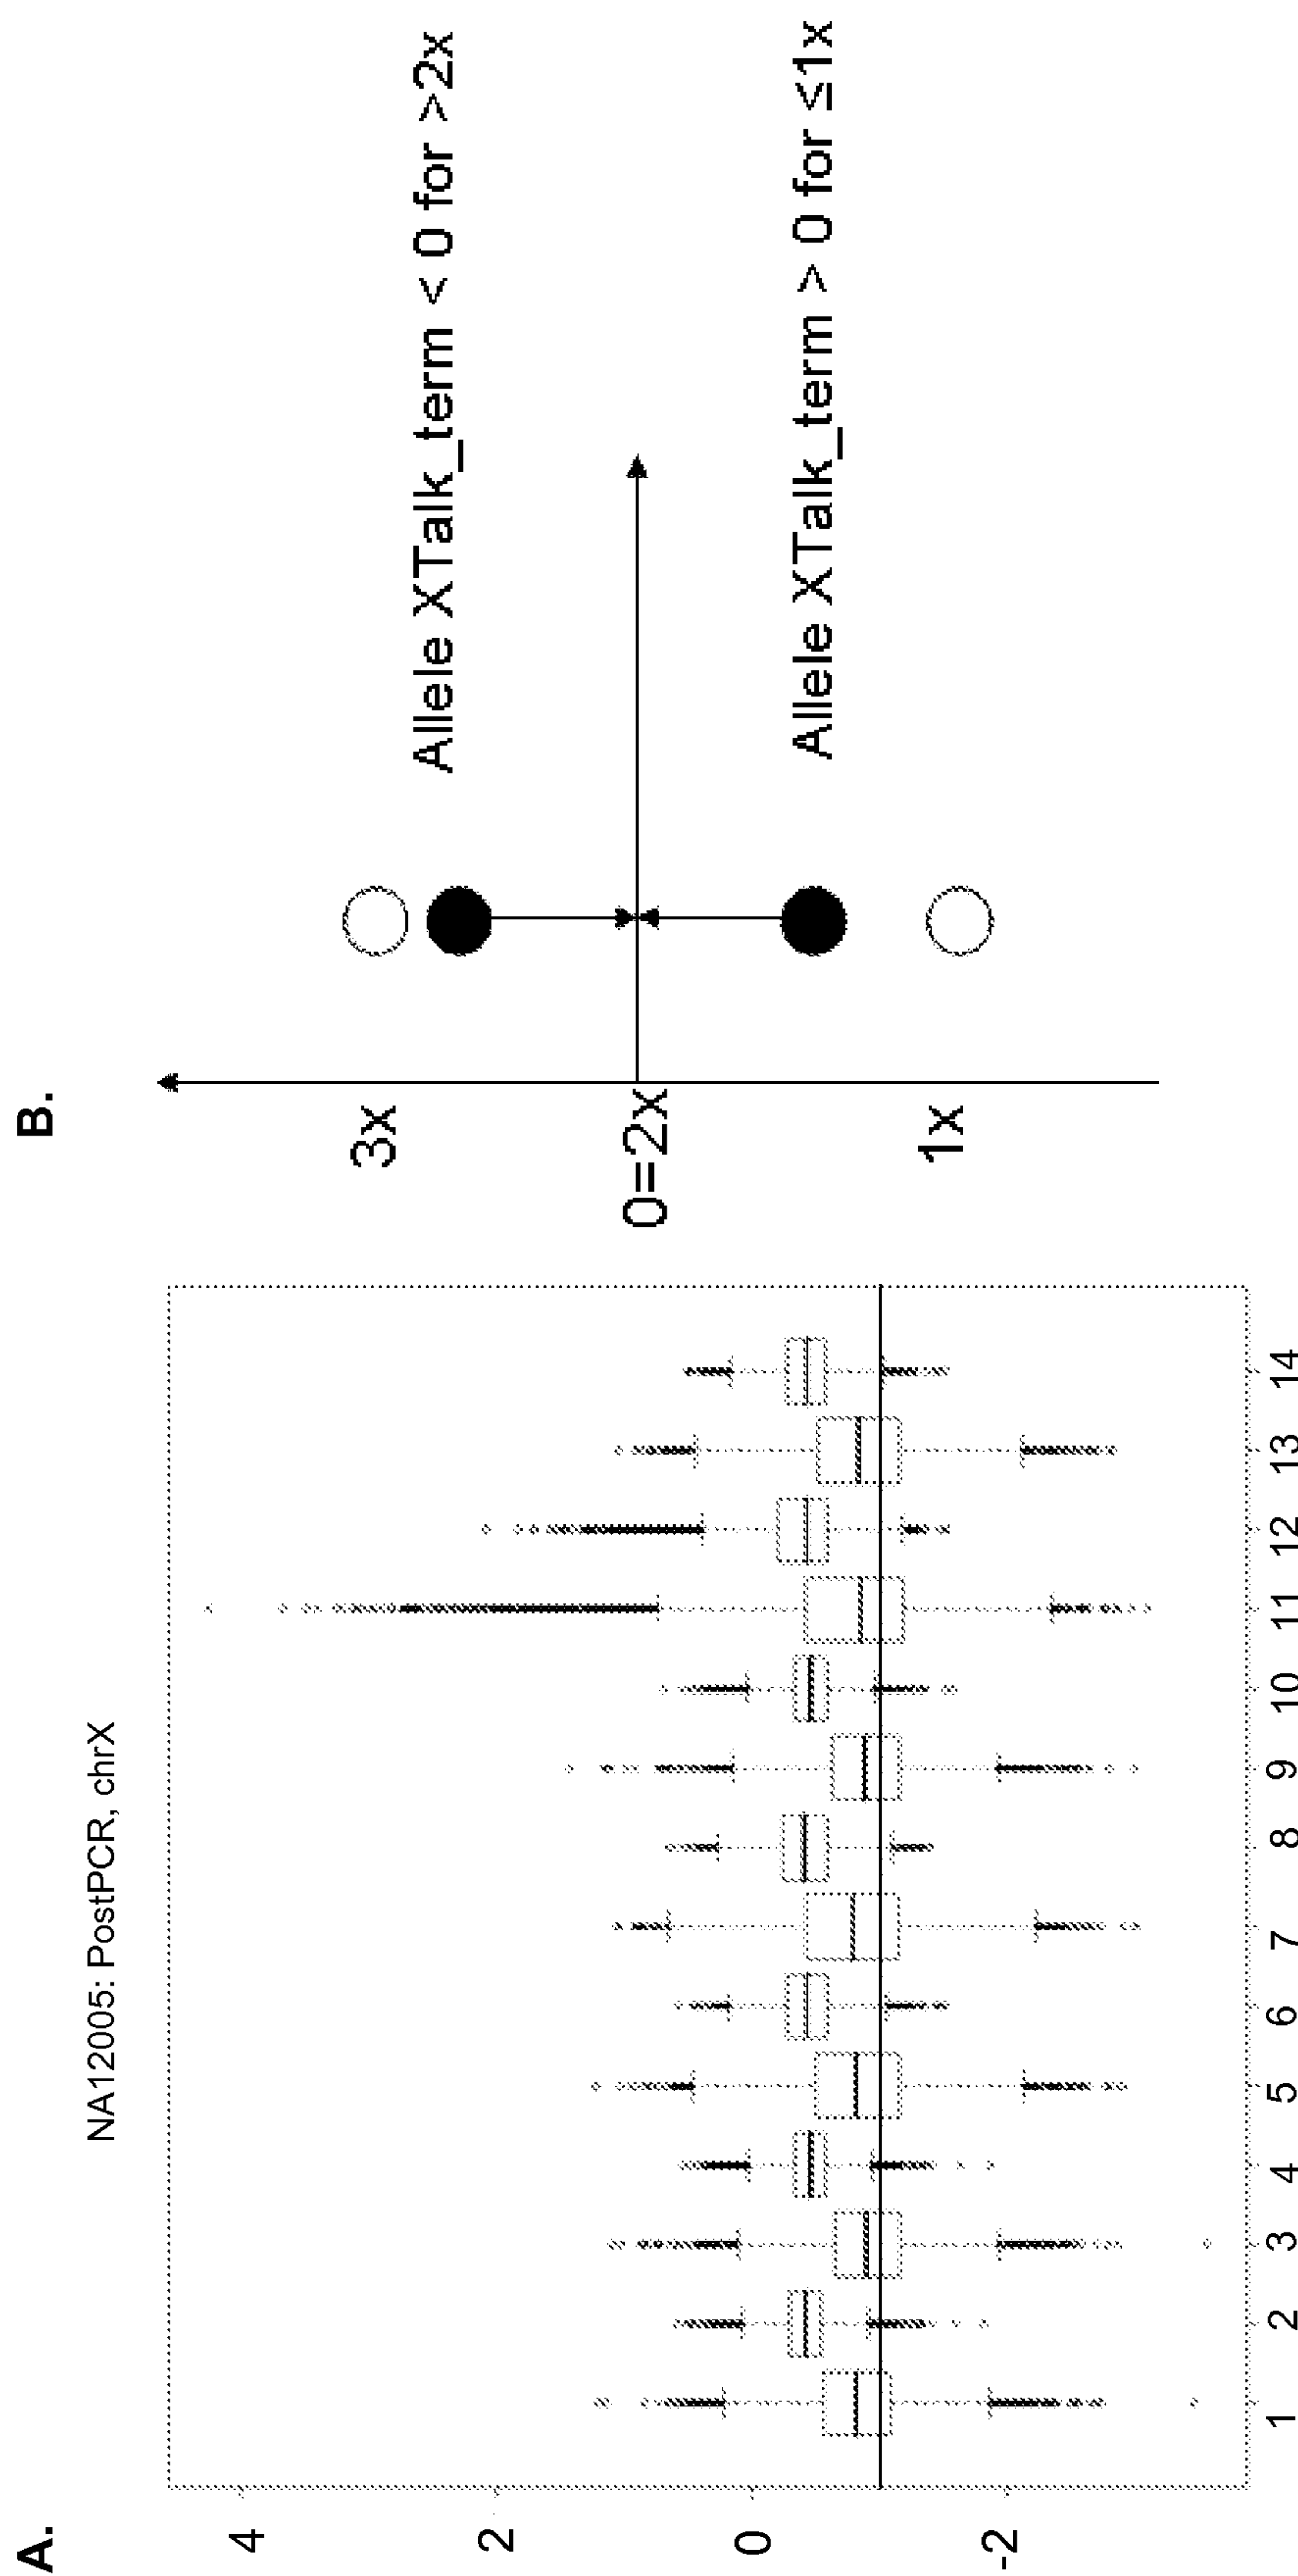 A.
NA12005: PostPCR, chrX
4
2
0
-2
1 2 3 4 5 6 7 8 9 10 11 12 13 14
B.
3x
0=2x
1x
Allele XTalk_term < 0 for >2x
Allele XTalk_term > 0 for ≤1x